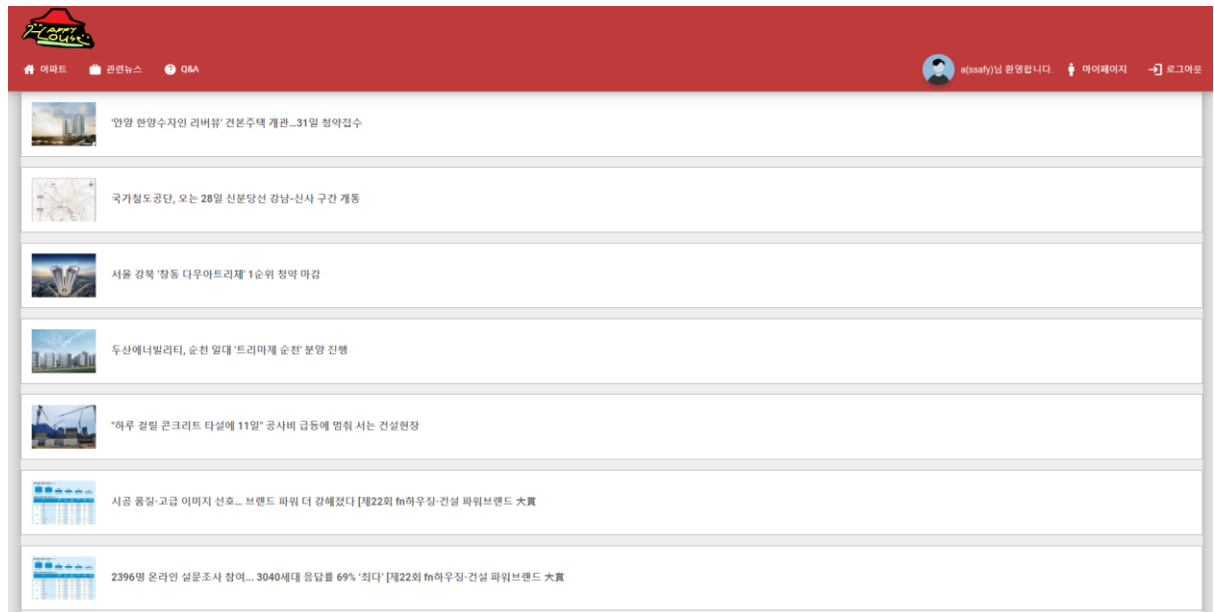 HAPPY
HOUSE
아파트 관련뉴스 Q&A a(ssafy)님 환영합니다. 마이페이지 로그아웃
'안양 한양수자인 리버뷰' 견본주택 개관...31일 청약접수
국가철도공단, 오는 28일 신분당선 강남-신사 구간 개통
서울 강북 '창동 다우아트리체' 1순위 청약 마감
두산에너빌리티, 순천 일대 '트리마제 순천' 분양 진행
"하루 걸릴 콘크리트 타설에 11일" 공사비 급등에 멈춰 서는 건설현장
시공 품질·고급 이미지 선호... 브랜드 파워 더 강해졌다 [제22회 fn하우징·건설 파워브랜드 大賞
2396명 온라인 설문조사 참여... 3040세대 응답률 69% '최다' [제22회 fn하우징·건설 파워브랜드 大賞